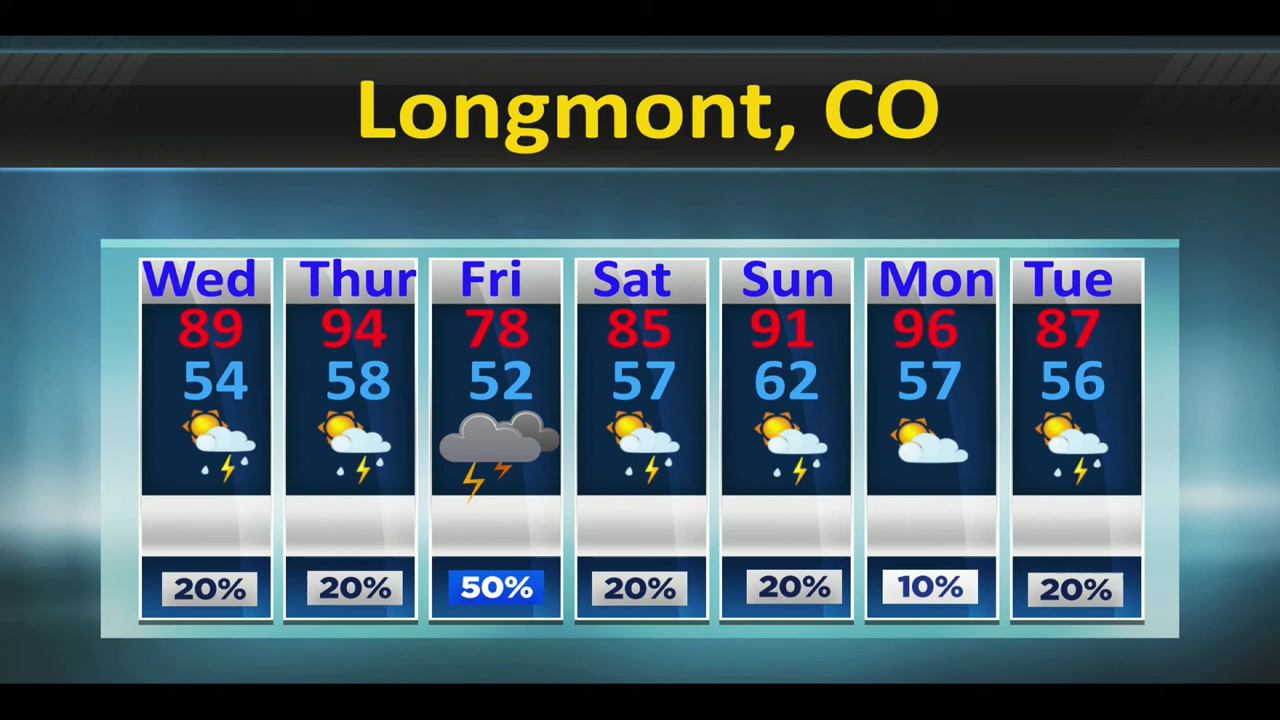 Longmont, CO
Wed Thur Fri Sat Sun Mon Tue
89 94 78 85 91 96 87
54 58 52 57 62 57 56
20% 20% 50% 20% 20% 10% 20%